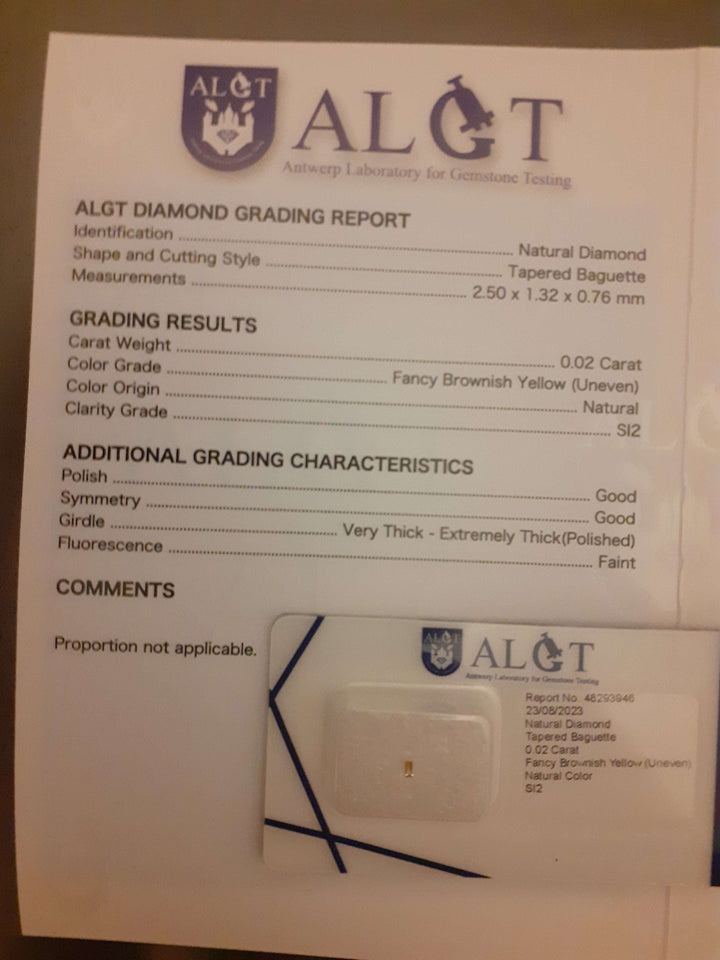 ALGT
ALGT
Antwerp Laboratory for Gemstone Testing
ALGT DIAMOND GRADING REPORT
Identification ........ Natural Diamond
Shape and Cutting Style ........ Tapered Baguette
Measurements ........ 2.50 x 1.32 x 0.76 mm
GRADING RESULTS
Carat Weight ........ 0.02 Carat
Color Grade ........ Fancy Brownish Yellow (Uneven)
Color Origin ........ Natural
Clarity Grade ........ SI2
ADDITIONAL GRADING CHARACTERISTICS
Polish ........ Good
Symmetry ........ Good
Girdle ........ Very Thick - Extremely Thick(Polished)
Fluorescence ........ Faint
COMMENTS
Proportion not applicable.
ALGT
ALGT
Antwerp Laboratory for Gemstone Testing
Report No. 46293946
23/08/2023
Natural Diamond
Tapered Baguette
0.02 Carat
Fancy Brownish Yellow (Uneven)
Natural Color
SI2